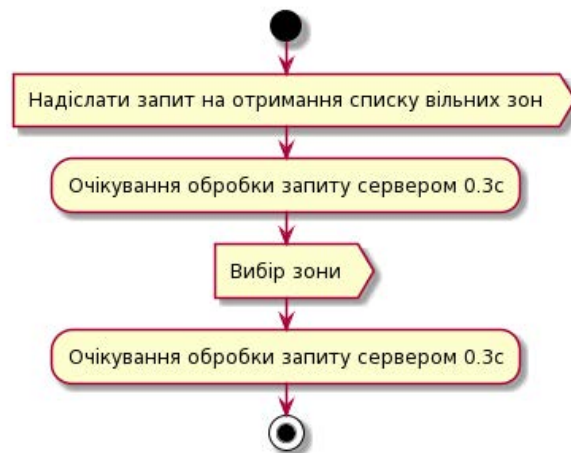 Надіслати запит на отримання списку вільних зон
Очікування обробки запиту сервером 0.3с
Вибір зони
Очікування обробки запиту сервером 0.3с